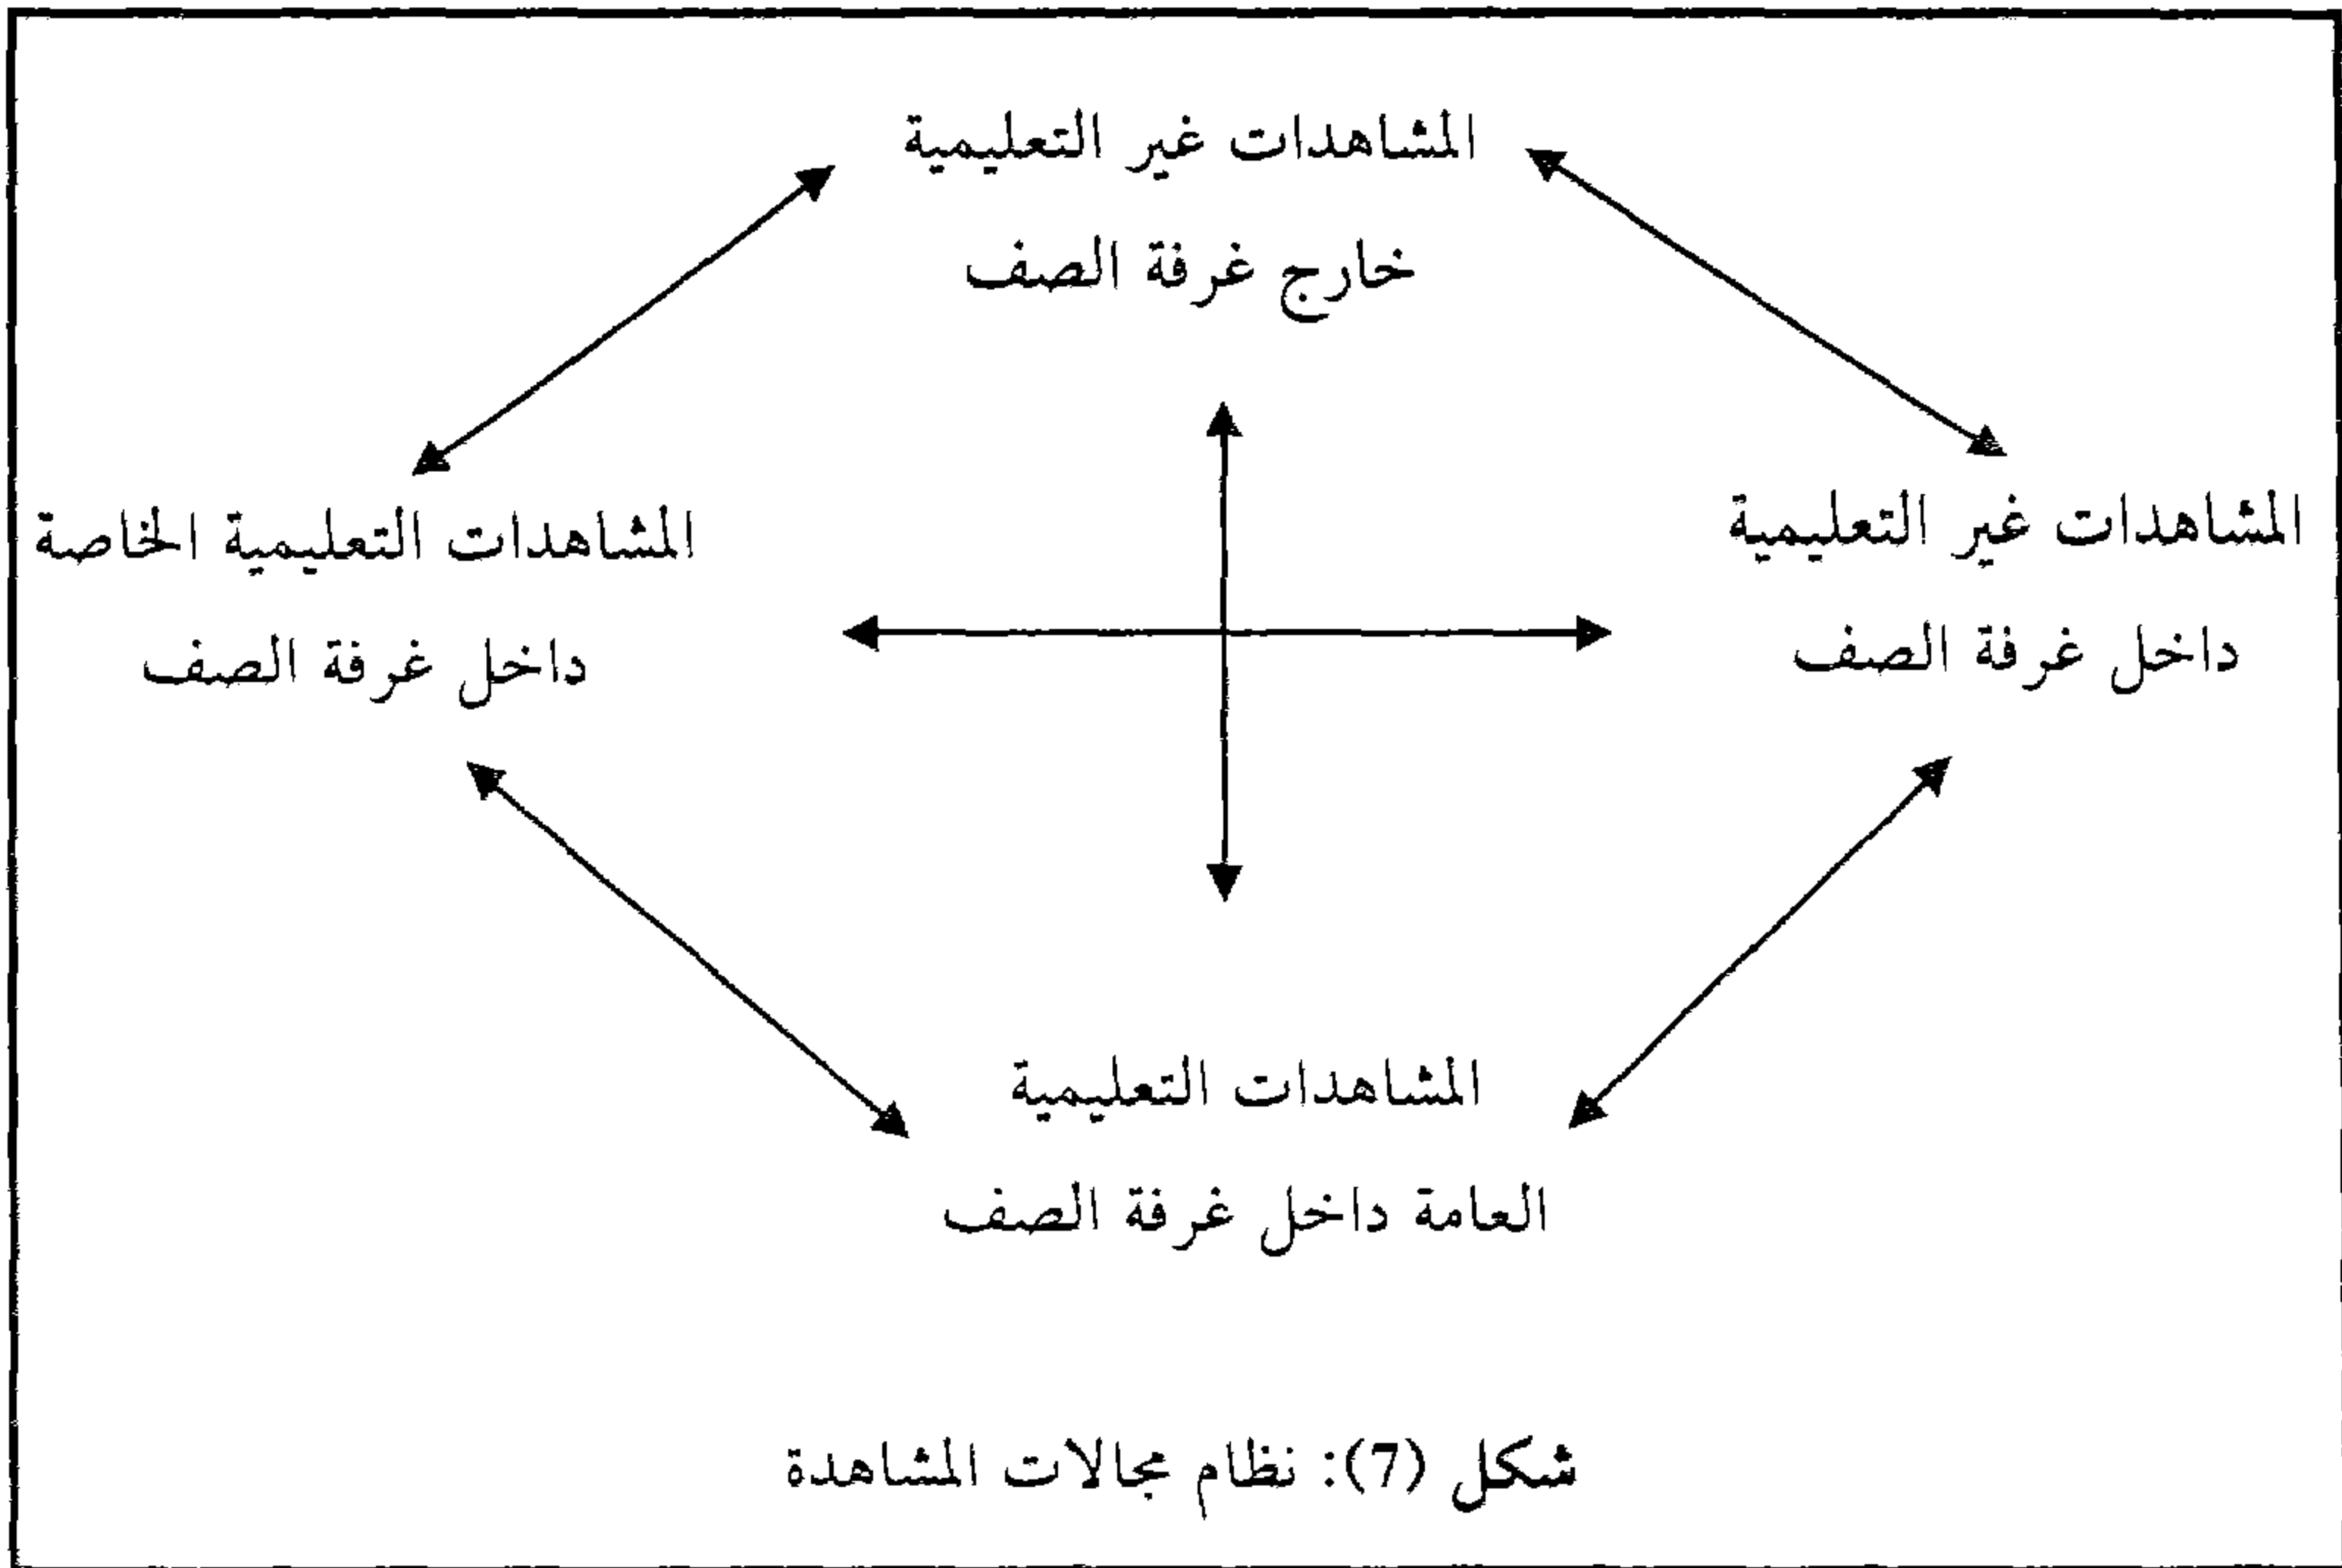 المشاهدات غير التعليمية
خارج غرفة الصف
المشاهدات غير التعليمية
داخل غرفة الصف
المشاهدات التعليمية الخاصة
داخل غرفة الصف
المشاهدات التعليمية
العامة داخل غرفة الصف
شكل (7): نظام مجالات المشاهدة